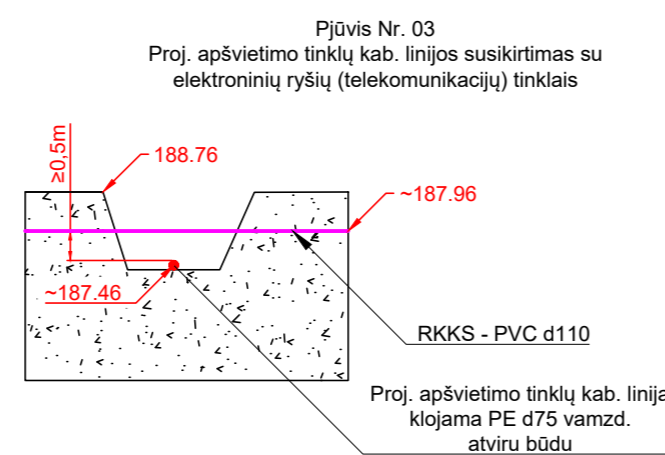 Pjūvis Nr. 03
Proj. apšvietimo tinklų kab. linijos susikirtimas su
elektroninių ryšių (telekomunikacijų) tinklais
≥0,5m
188.76
~187.96
~187.46
RKKS - PVC d110
Proj. apšvietimo tinklų kab. linija
klojama PE d75 vamzd.
atviru būdu